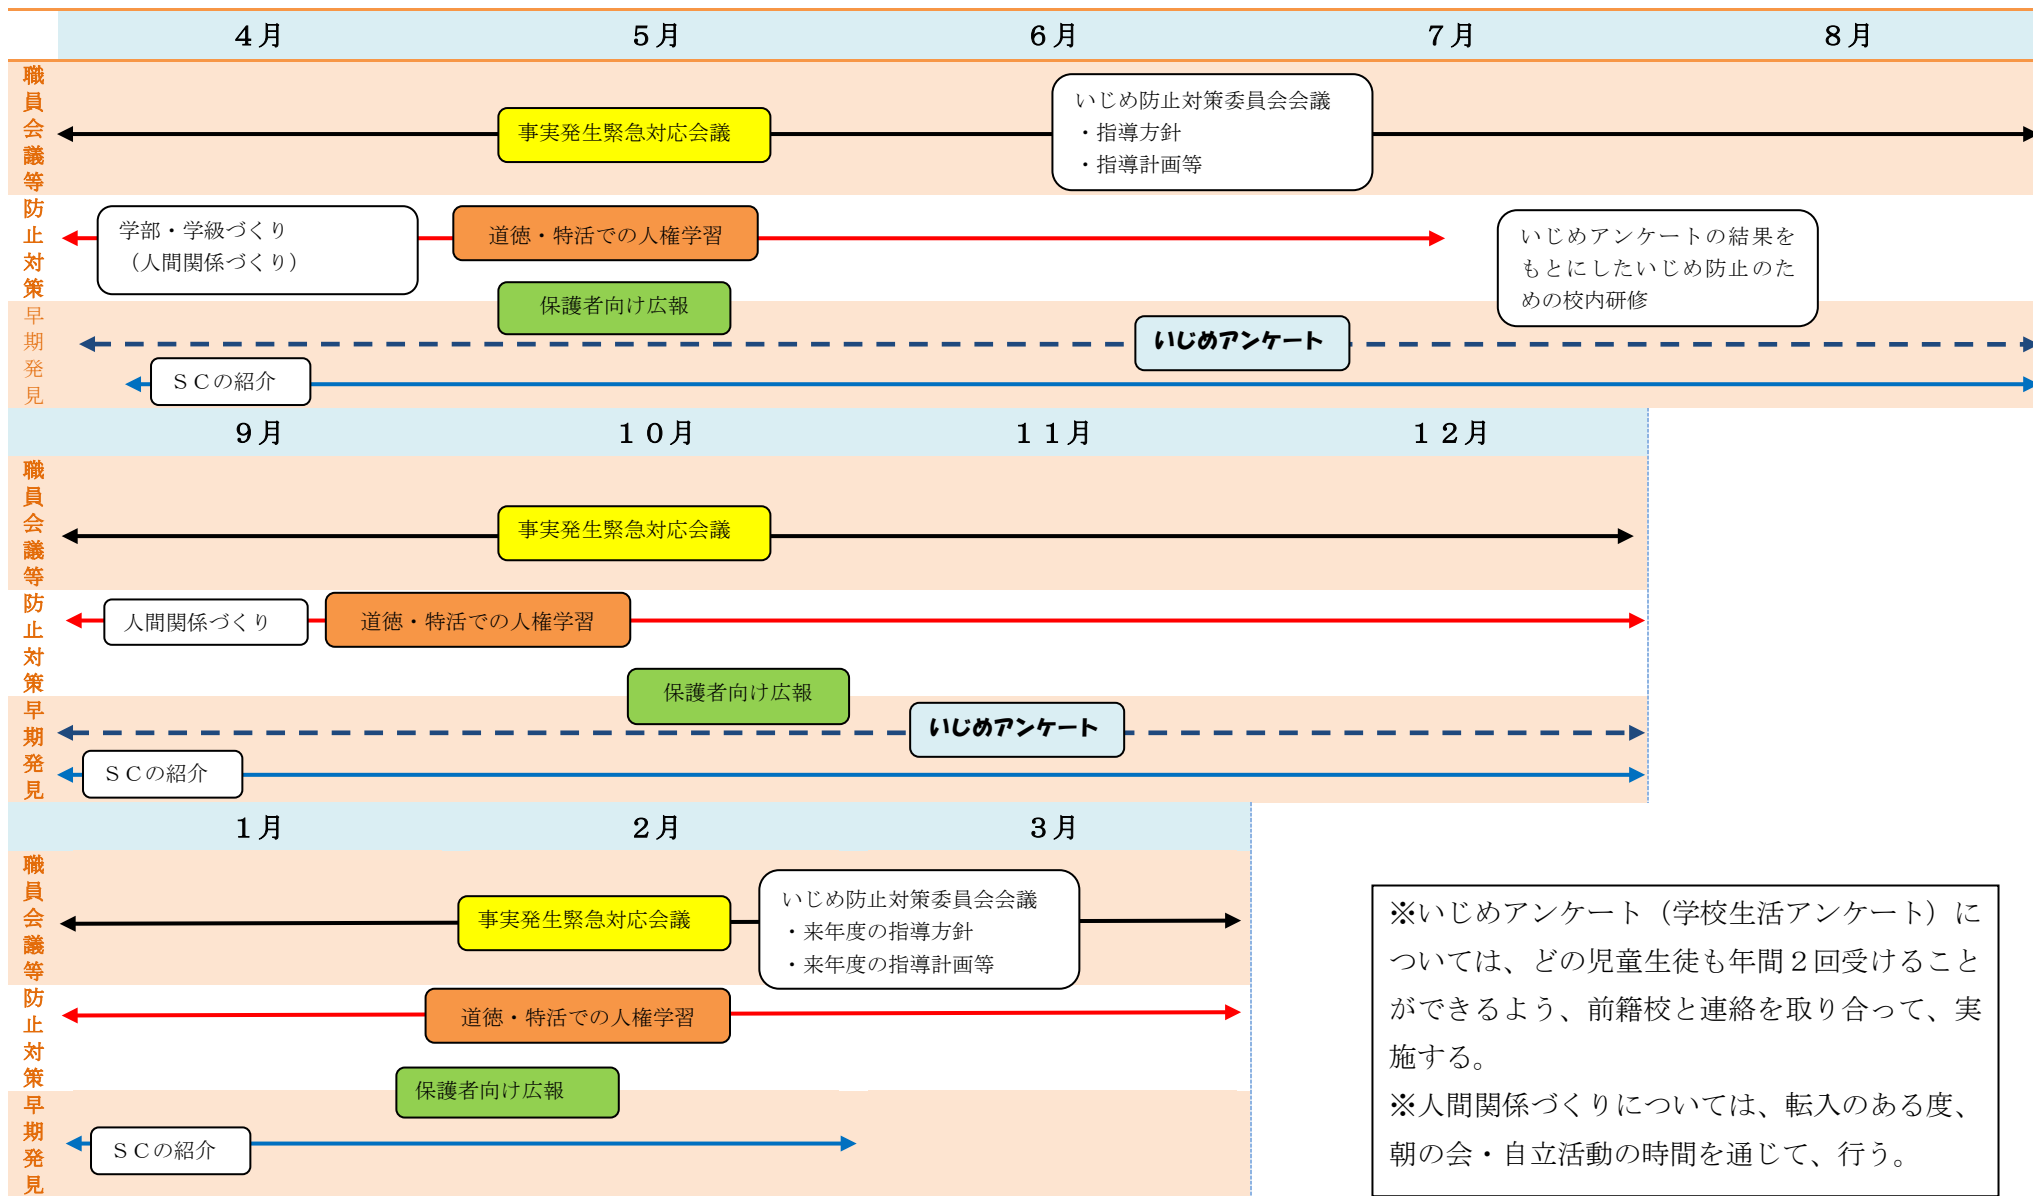 ４月
５月
６月
７月
８月
職員会議等
事実発生緊急対応会議
いじめ防止対策委員会会議
・指導方針
・指導計画等
防止対策
学部・学級づくり
（人間関係づくり）
道徳・特活での人権学習
いじめアンケートの結果を
もとにしたいじめ防止のた
めの校内研修
早期発見
保護者向け広報
いじめアンケート
ＳＣの紹介
９月
１０月
１１月
１２月
職員会議等
事実発生緊急対応会議
防止対策
人間関係づくり
道徳・特活での人権学習
早期発見
保護者向け広報
いじめアンケート
ＳＣの紹介
１月
２月
３月
職員会議等
事実発生緊急対応会議
いじめ防止対策委員会会議
・来年度の指導方針
・来年度の指導計画等
防止対策
道徳・特活での人権学習
早期発見
保護者向け広報
ＳＣの紹介
※いじめアンケート（学校生活アンケート）に
ついては、どの児童生徒も年間２回受けること
ができるよう、前籍校と連絡を取り合って、実
施する。
※人間関係づくりについては、転入のある度、
朝の会・自立活動の時間を通じて、行う。